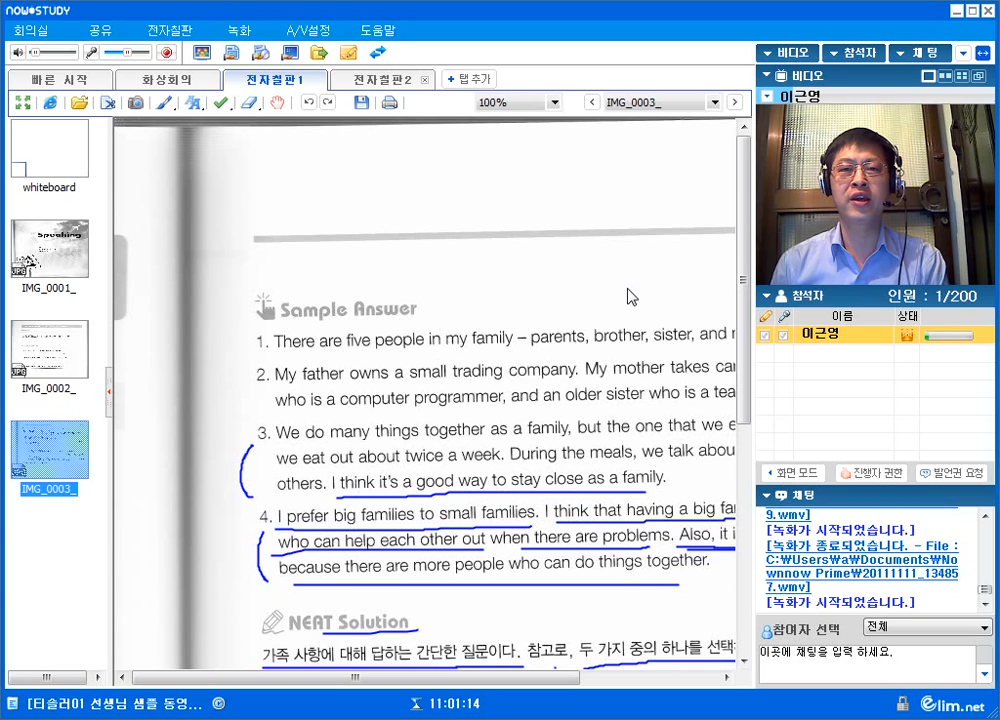 NOW●STUDY
회의실 공유 전자칠판 녹화 A/V설정 도움말
비디오 참석자 채팅
빠른 시작 화상회의 전자칠판1 전자칠판2 + 탭추가
100% IMG_0003_
whiteboard
Speaking
JPG
IMG_0001_
JPG
IMG_0002_
JPG
IMG_0003_
Sample Answer
1. There are five people in my family – parents, brother, sister, and
2. My father owns a small trading company. My mother takes
who is a computer programmer, and an older sister who is a
3. We do many things together as a family, but the one that we
we eat out about twice a week. During the meals, we talk
others. I think it's a good way to stay close as a family.
4. I prefer big families to small families. I think that having a big
who can help each other out when there are problems. Also, it
because there are more people who can do things together.
NEAT Solution
가족 사항에 대해 답하는 간단한 질문이다. 참고로, 두 가지 중의 하나를 선택
비디오
이근영
참석자 인원 : 1/200
이름 상태
이근영
화면 모드 진행자 권한 발언권 요청
채팅
9.wmv]
[녹화가 시작되었습니다.]
[녹화가 종료되었습니다. - File :
C:₩Users₩a₩Documents₩No
wnnow Prime₩20111111_13485
7.wmv]
[녹화가 시작되었습니다.]
참여자 선택 전체
이곳에 채팅을 입력 하세요.
[티솔러01 선생님 샘플 동영... 11:01:14 elim.net